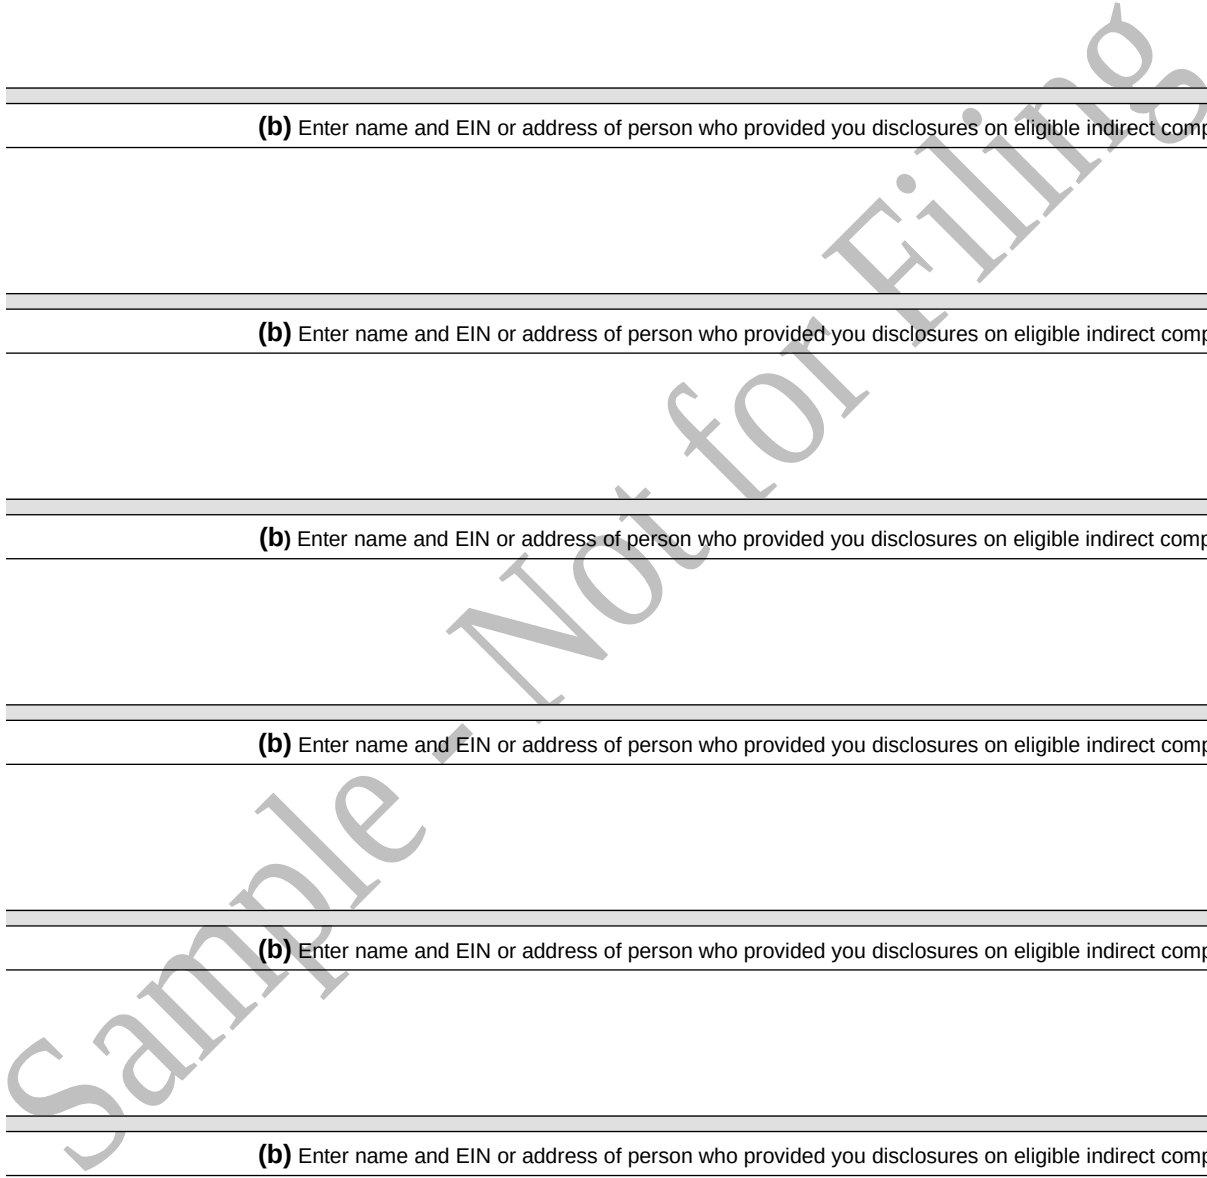 (b) Enter name and EIN or address of person who provided you disclosures on eligible indirect comp
(b) Enter name and EIN or address of person who provided you disclosures on eligible indirect comp
(b) Enter name and EIN or address of person who provided you disclosures on eligible indirect comp
(b) Enter name and EIN or address of person who provided you disclosures on eligible indirect comp
(b) Enter name and EIN or address of person who provided you disclosures on eligible indirect comp
(b) Enter name and EIN or address of person who provided you disclosures on eligible indirect comp
Sample - Not for Filing